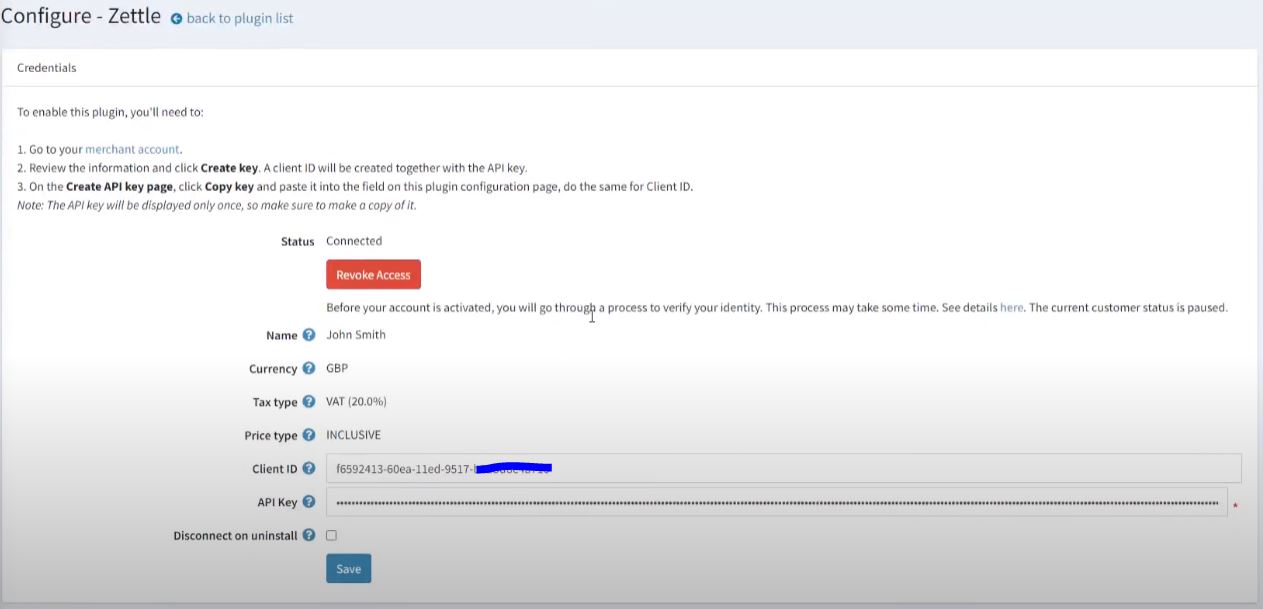 Configure - Zettle back to plugin list
Credentials
To enable this plugin, you'll need to:
1. Go to your merchant account.
2. Review the information and click Create key. A client ID will be created together with the API key.
3. On the Create API key page, click Copy key and paste it into the field on this plugin configuration page, do the same for Client ID.
Note: The API key will be displayed only once, so make sure to make a copy of it.
Status Connected
Revoke Access
Before your account is activated, you will go through a process to verify your identity. This process may take some time. See details here. The current customer status is paused.
Name ? John Smith
Currency ? GBP
Tax type ? VAT (20.0%)
Price type ? INCLUSIVE
Client ID ? f6592413-60ea-11ed-9517-
API Key ? *
Disconnect on uninstall ?
Save